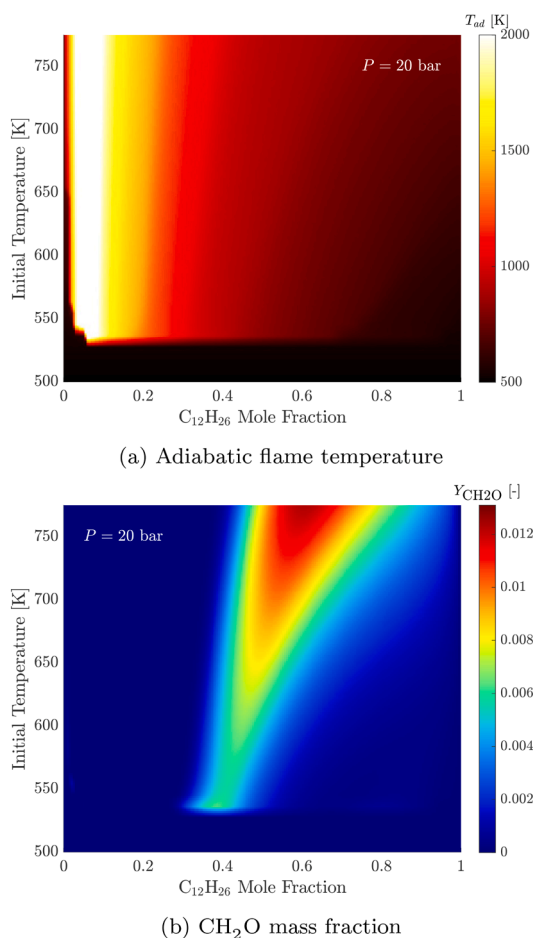 T_ad [K]
2000
1500
1000
500
P = 20 bar
Initial Temperature [K]
750
700
650
600
550
500
0 0.2 0.4 0.6 0.8 1
C₁₂H₂₆ Mole Fraction
(a) Adiabatic flame temperature
Y_CH2O [-]
0.012
0.01
0.008
0.006
0.004
0.002
0
P = 20 bar
Initial Temperature [K]
750
700
650
600
550
500
0 0.2 0.4 0.6 0.8 1
C₁₂H₂₆ Mole Fraction
(b) CH₂O mass fraction